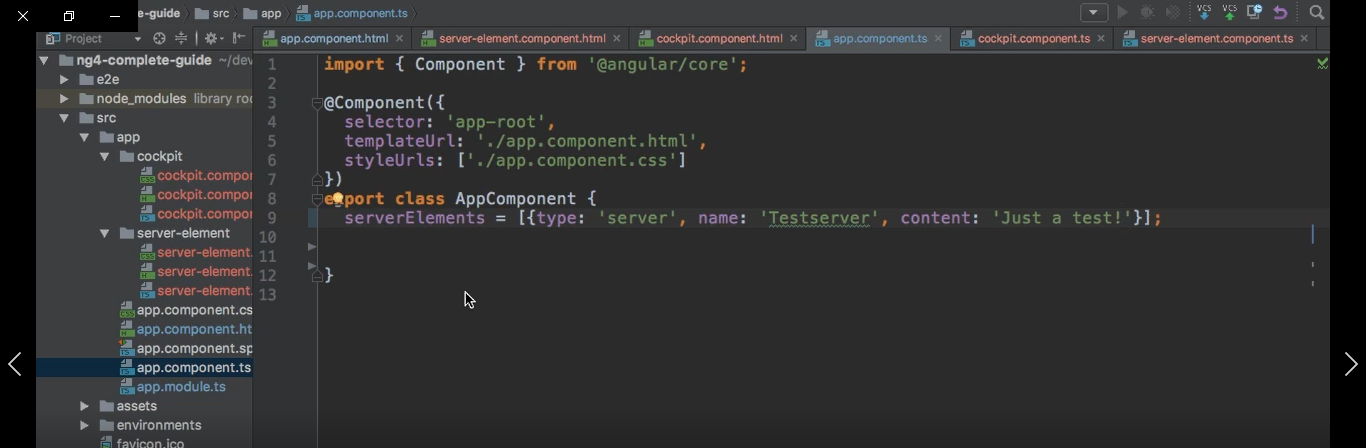 e-guide src app app.component.ts
Project
app.component.html server-element.component.html cockpit.component.html app.component.ts cockpit.component.ts server-element.component.ts
VCS VCS
ng4-complete-guide ~/dev
e2e
node_modules library roo
src
app
cockpit
cockpit.compo
cockpit.compo
cockpit.compo
server-element
server-element.
server-element.
server-element.
app.component.cs
app.component.ht
app.component.sp
app.component.ts
app.module.ts
assets
environments
favicon.ico
1 import { Component } from '@angular/core';
2
3 @Component({
4 selector: 'app-root',
5 templateUrl: './app.component.html',
6 styleUrls: ['./app.component.css']
7 })
8 export class AppComponent {
9 serverElements = [{type: 'server', name: 'Testserver', content: 'Just a test!'}];
10
11
12 }
13